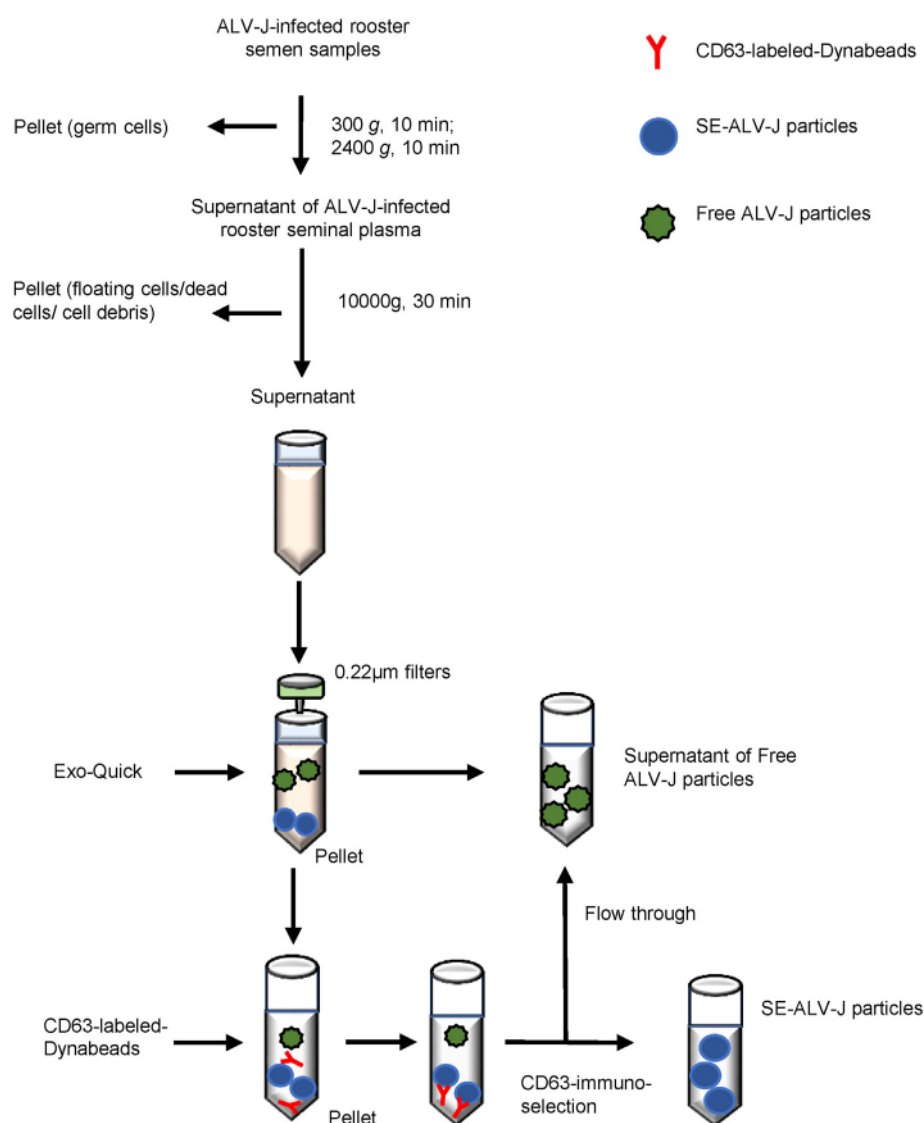 ALV-J-infected rooster
semen samples
CD63-labeled-Dynabeads
Pellet (germ cells)
300 g, 10 min;
2400 g, 10 min
SE-ALV-J particles
Supernatant of ALV-J-infected
rooster seminal plasma
Free ALV-J particles
Pellet (floating cells/dead
cells/ cell debris)
10000g, 30 min
Supernatant
0.22µm filters
Exo-Quick
Supernatant of Free
ALV-J particles
Pellet
Flow through
CD63-labeled-
Dynabeads
SE-ALV-J particles
CD63-immuno-
selection
Pellet